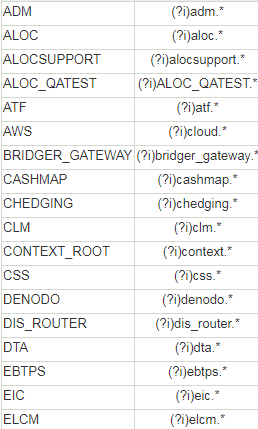 ADM (?i)adm.*
ALOC (?i)aloc.*
ALOCSUPPORT (?i)alocsupport.*
ALOC_QATEST (?i)ALOC_QATEST.*
ATF (?i)atf.*
AWS (?i)cloud.*
BRIDGER_GATEWAY (?i)bridger_gateway.*
CASHMAP (?i)cashmap.*
CHEDGING (?i)chedging.*
CLM (?i)clm.*
CONTEXT_ROOT (?i)context.*
CSS (?i)css.*
DENODO (?i)denodo.*
DIS_ROUTER (?i)dis_router.*
DTA (?i)dta.*
EBTPS (?i)ebtps.*
EIC (?i)eic.*
ELCM (?i)elcm.*